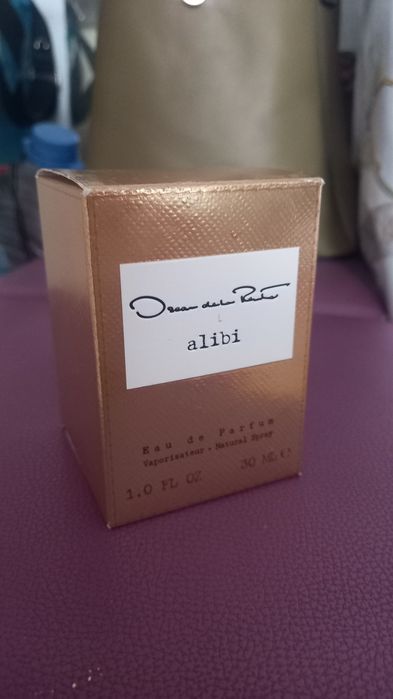 Oscar de la Renta
alibi
Eau de Parfum
Vaporisateur • Natural Spray
1.0 FL OZ 30 ML ℮